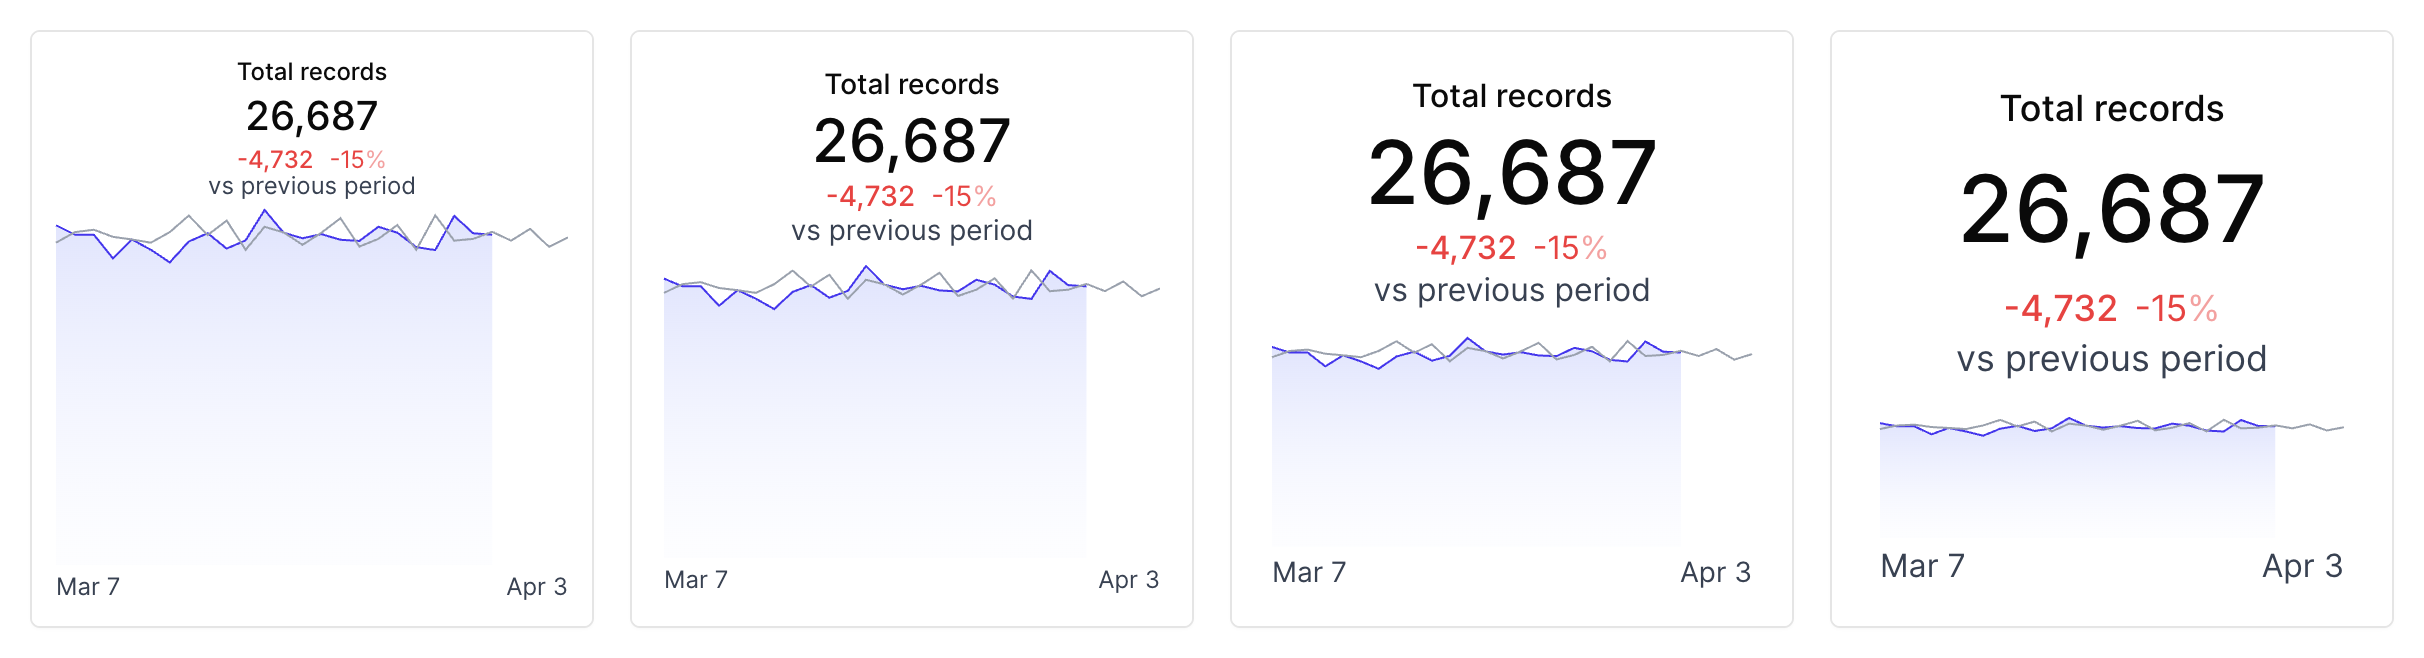 Total records
26,687
-4,732 -15%
vs previous period
Mar 7 Apr 3
Total records
26,687
-4,732 -15%
vs previous period
Mar 7 Apr 3
Total records
26,687
-4,732 -15%
vs previous period
Mar 7 Apr 3
Total records
26,687
-4,732 -15%
vs previous period
Mar 7 Apr 3